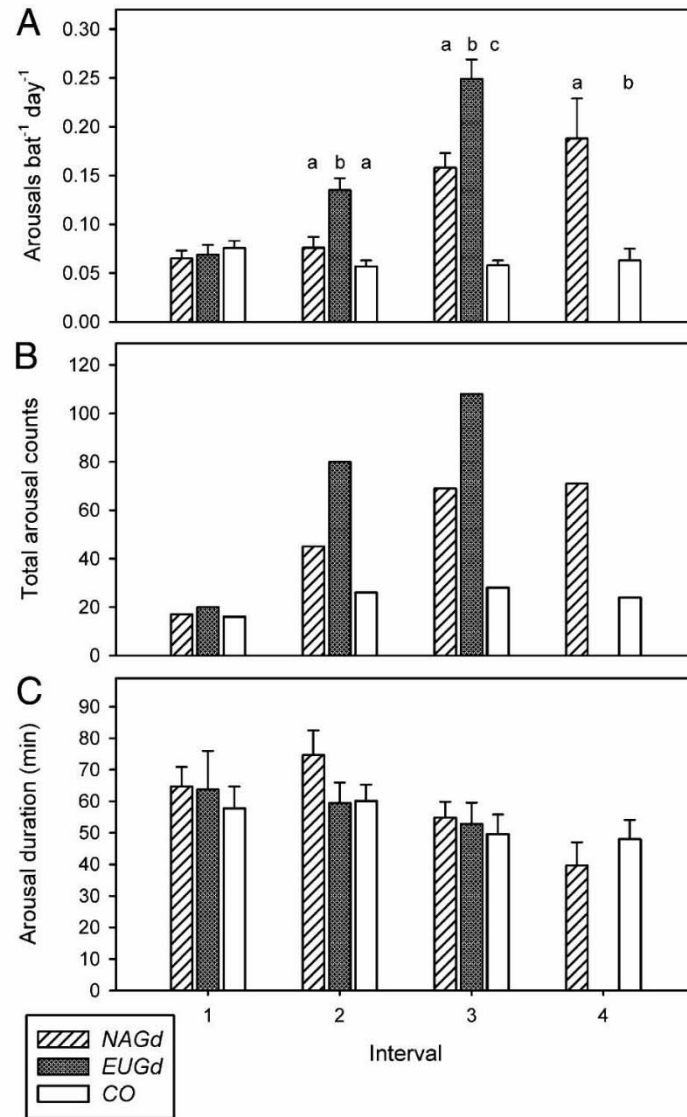 A
Arousals bat⁻¹ day⁻¹
0.30
0.25
0.20
0.15
0.10
0.05
0.00
a b a
a b c
a b
B
Total arousal counts
120
100
80
60
40
20
0
C
Arousal duration (min)
90
80
70
60
50
40
30
20
10
0
1 2 3 4
Interval
NAGd
EUGd
CO